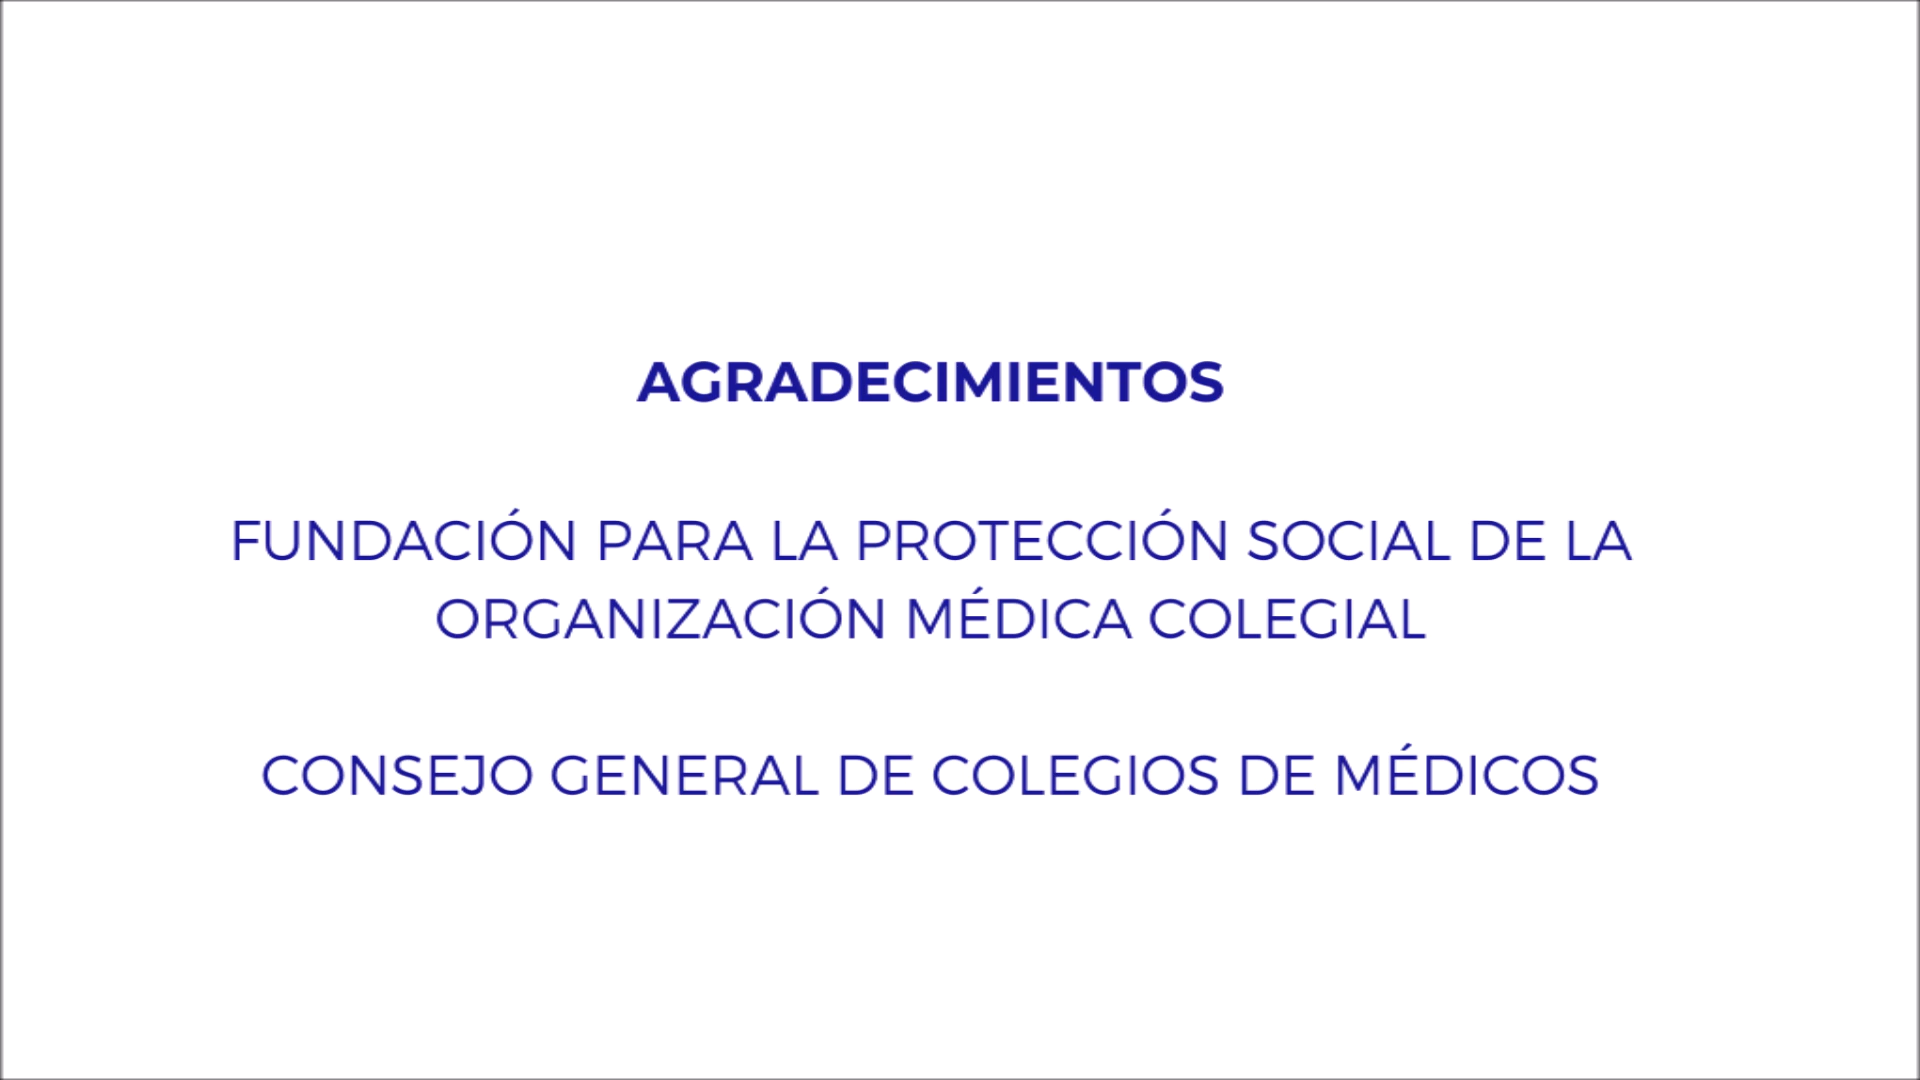 AGRADECIMIENTOS
FUNDACIÓN PARA LA PROTECCIÓN SOCIAL DE LA
ORGANIZACIÓN MÉDICA COLEGIAL
CONSEJO GENERAL DE COLEGIOS DE MÉDICOS